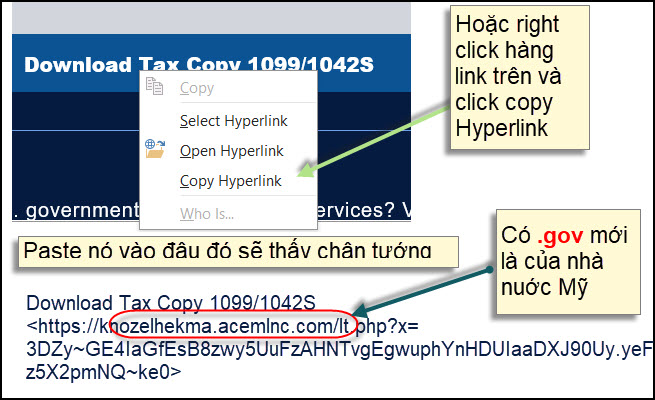 Download Tax Copy 1099/1042S
Copy
Select Hyperlink
Open Hyperlink
Copy Hyperlink
Who Is...
. government
ervices? V
Hoặc right
click hàng
link trên và
click copy
Hyperlink
Paste nó vào đâu đó sẽ thấy chân tướng
Có .gov mới
là của nhà
nước Mỹ
Download Tax Copy 1099/1042S
<https://knozelhekma.acemlnc.com/lt.php?x=
3DZy~GE4IaGfEsB8zwy5UuFzAHNTvgEgwuphYnHDUIaaDXJ90Uy.yeF
z5X2pmNQ~ke0>